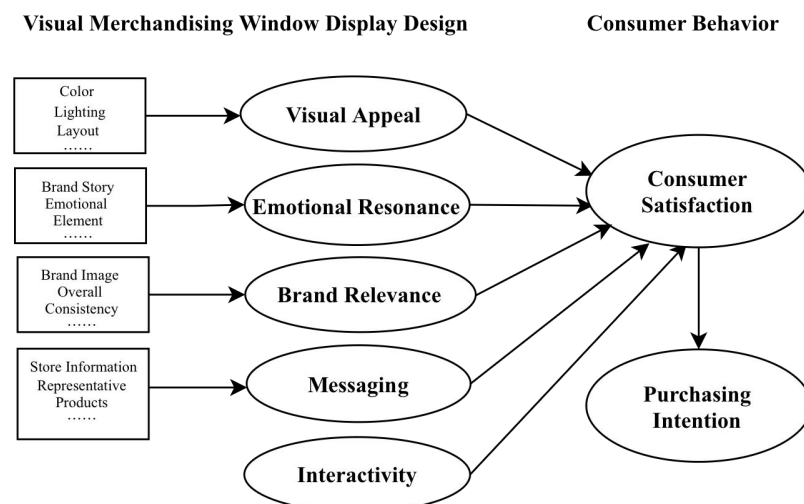 Visual Merchandising Window Display Design
Consumer Behavior
Color
Lighting
Layout
......
Visual Appeal
Brand Story
Emotional
Element
......
Emotional Resonance
Consumer
Satisfaction
Brand Image
Overall
Consistency
......
Brand Relevance
Store Information
Representative
Products
......
Messaging
Purchasing
Intention
Interactivity